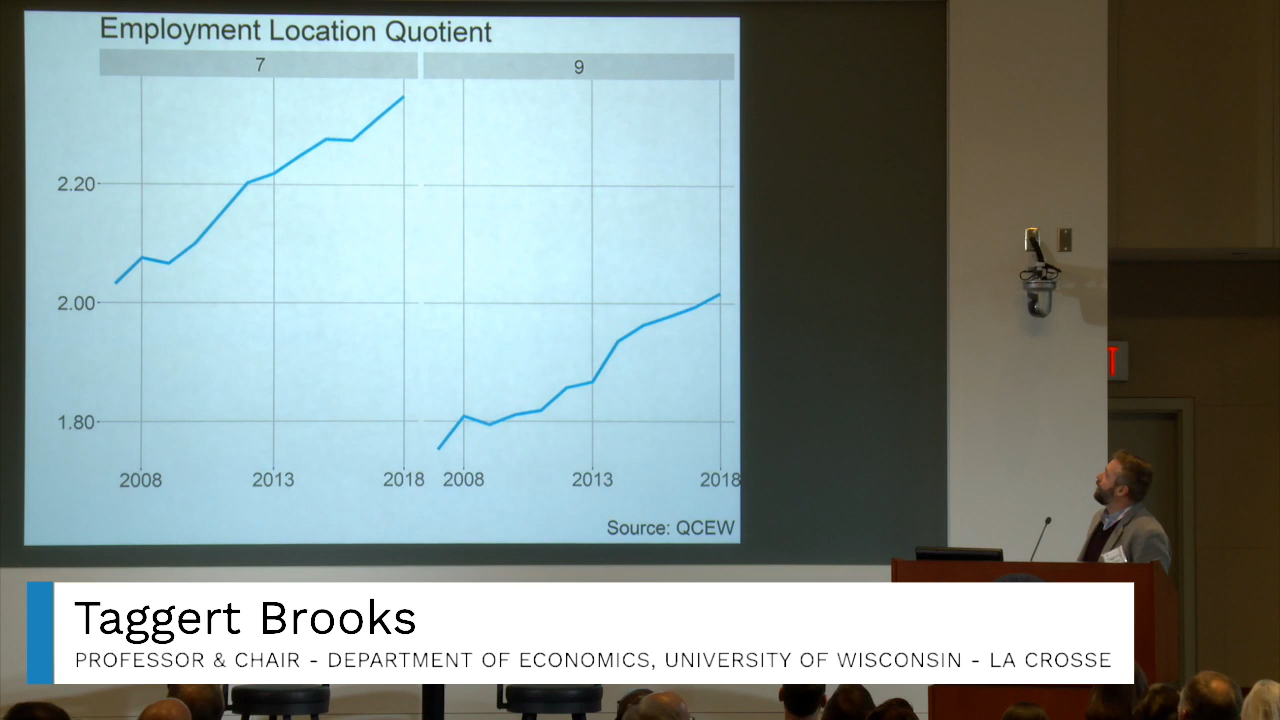 Employment Location Quotient
7 9
2.20
2.00
1.80
2008 2013 2018 2008 2013 2018
Source: QCEW
T
Taggert Brooks
PROFESSOR & CHAIR - DEPARTMENT OF ECONOMICS, UNIVERSITY OF WISCONSIN - LA CROSSE